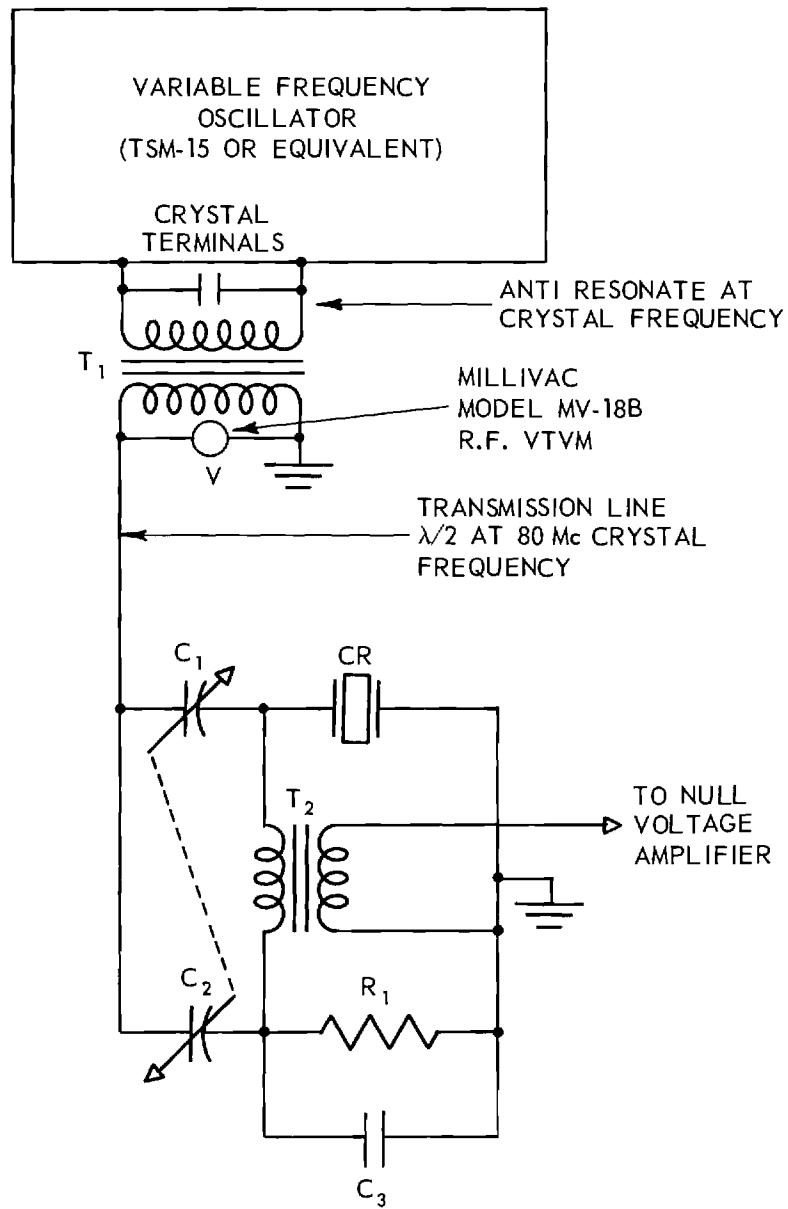 VARIABLE FREQUENCY
OSCILLATOR
(TSM-15 OR EQUIVALENT)
CRYSTAL
TERMINALS
ANTI RESONATE AT
CRYSTAL FREQUENCY
T1
MILLIVAC
MODEL MV-18B
R.F. VTVM
V
TRANSMISSION LINE
λ/2 AT 80 Mc CRYSTAL
FREQUENCY
C1
CR
T2
TO NULL
VOLTAGE
AMPLIFIER
C2
R1
C3